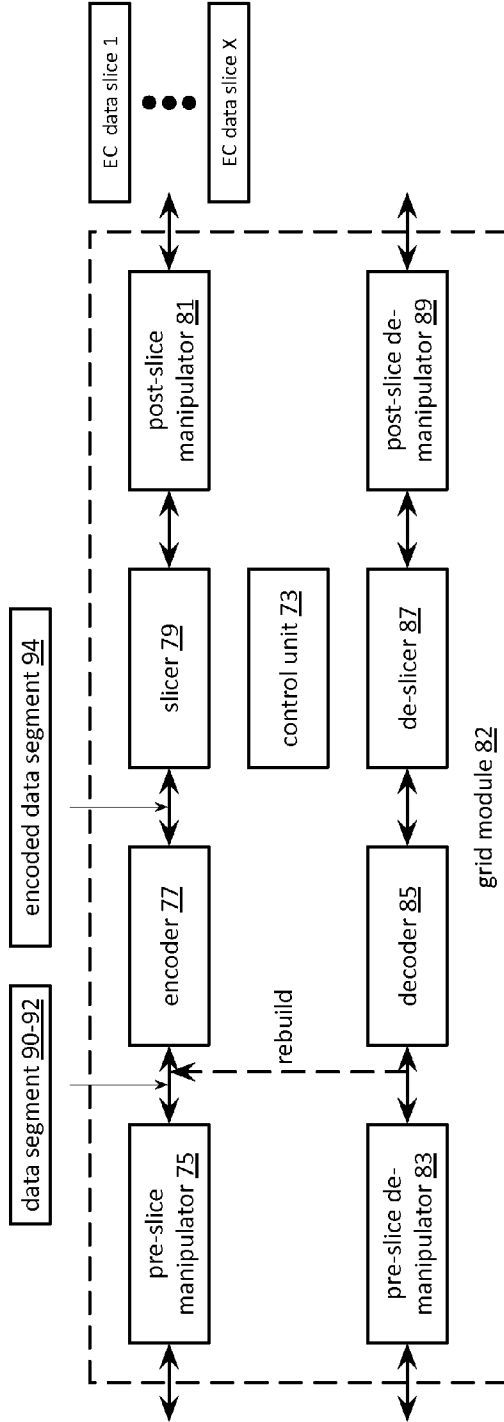 data segment 90-92
encoded data segment 94
EC data slice 1
EC data slice X
pre-slice
manipulator 75
encoder 77
slicer 79
post-slice
manipulator 81
rebuild
control unit 73
pre-slice de-
manipulator 83
decoder 85
de-slicer 87
post-slice de-
manipulator 89
grid module 82